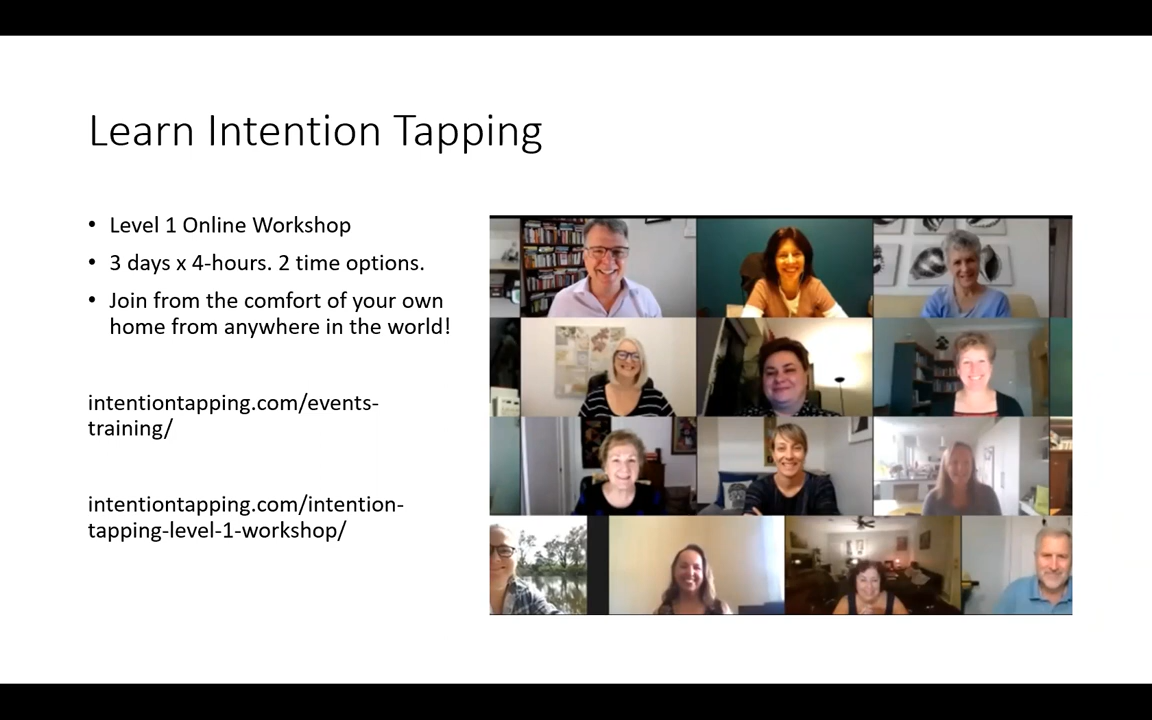 Learn Intention Tapping
• Level 1 Online Workshop
• 3 days x 4-hours. 2 time options.
• Join from the comfort of your own
home from anywhere in the world!
intentiontapping.com/events-
training/
intentiontapping.com/intention-
tapping-level-1-workshop/